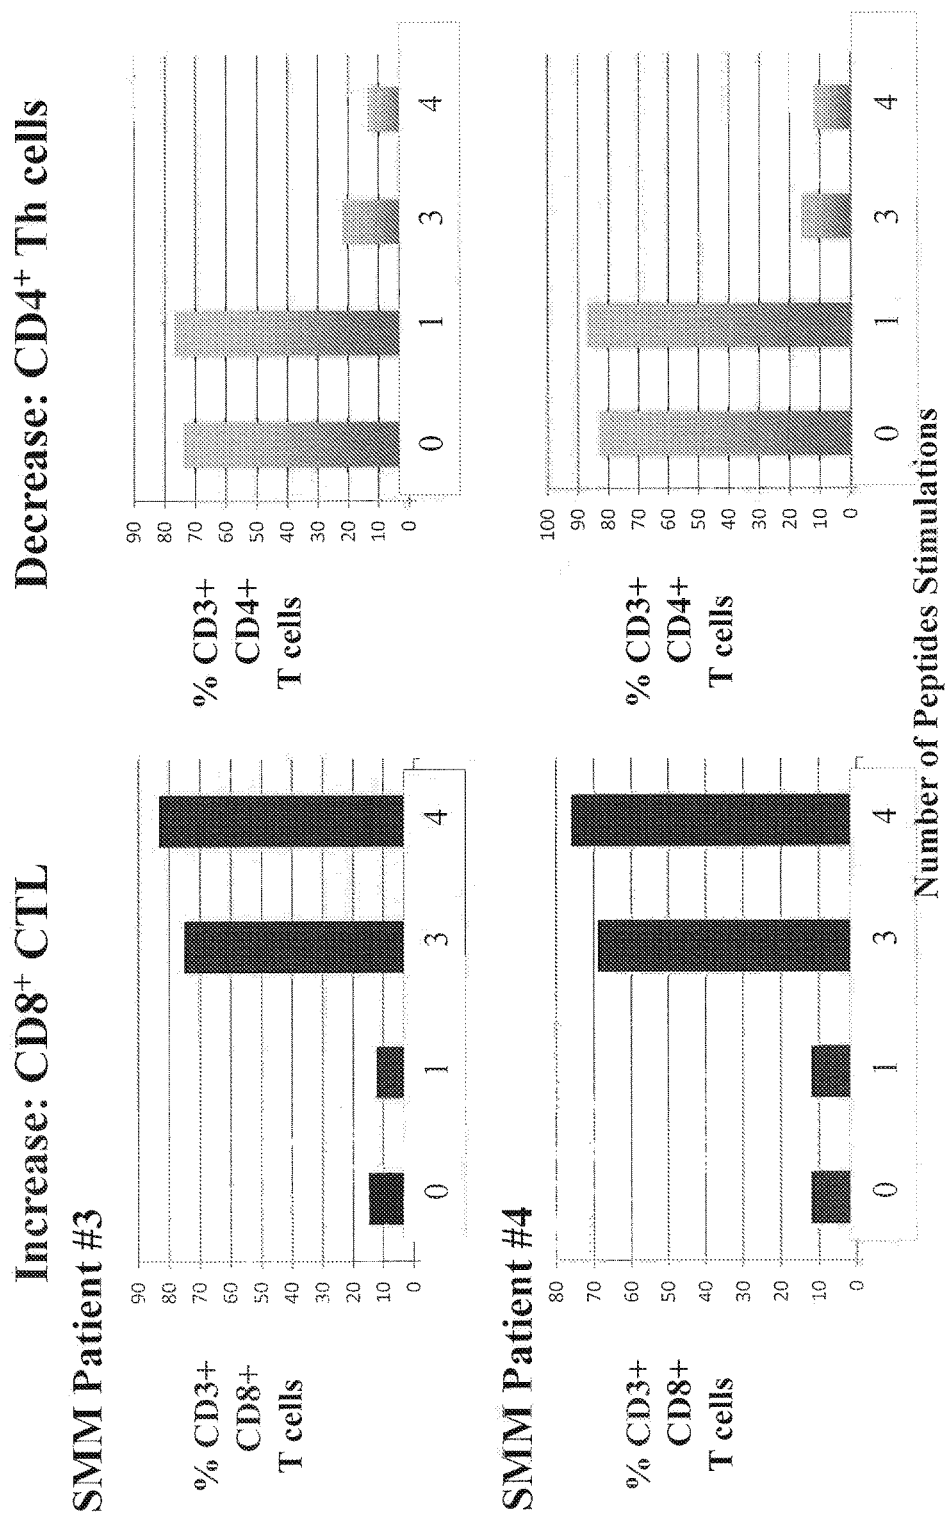 Increase: CD8+ CTL
Decrease: CD4+ Th cells
SMM Patient #3
% CD3+
CD8+
T cells
90
80
70
60
50
40
30
20
10
0
0 1 3 4
% CD3+
CD4+
T cells
90
80
70
60
50
40
30
20
10
0
0 1 3 4
SMM Patient #4
% CD3+
CD8+
T cells
80
70
60
50
40
30
20
10
0
0 1 3 4
% CD3+
CD4+
T cells
100
90
80
70
60
50
40
30
20
10
0
0 1 3 4
Number of Peptides Stimulations